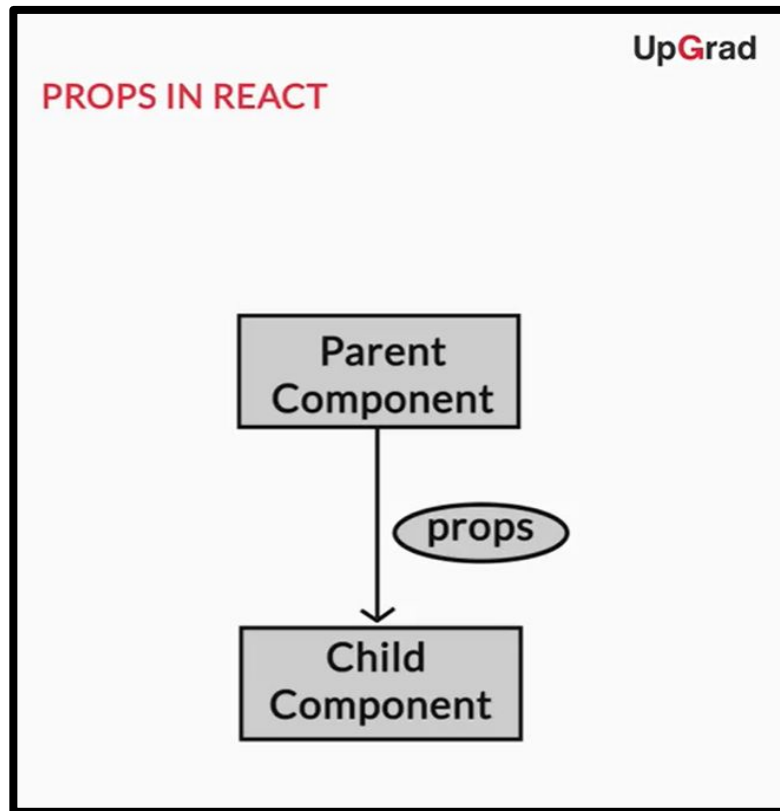 UpGrad
PROPS IN REACT
Parent
Component
props
Child
Component